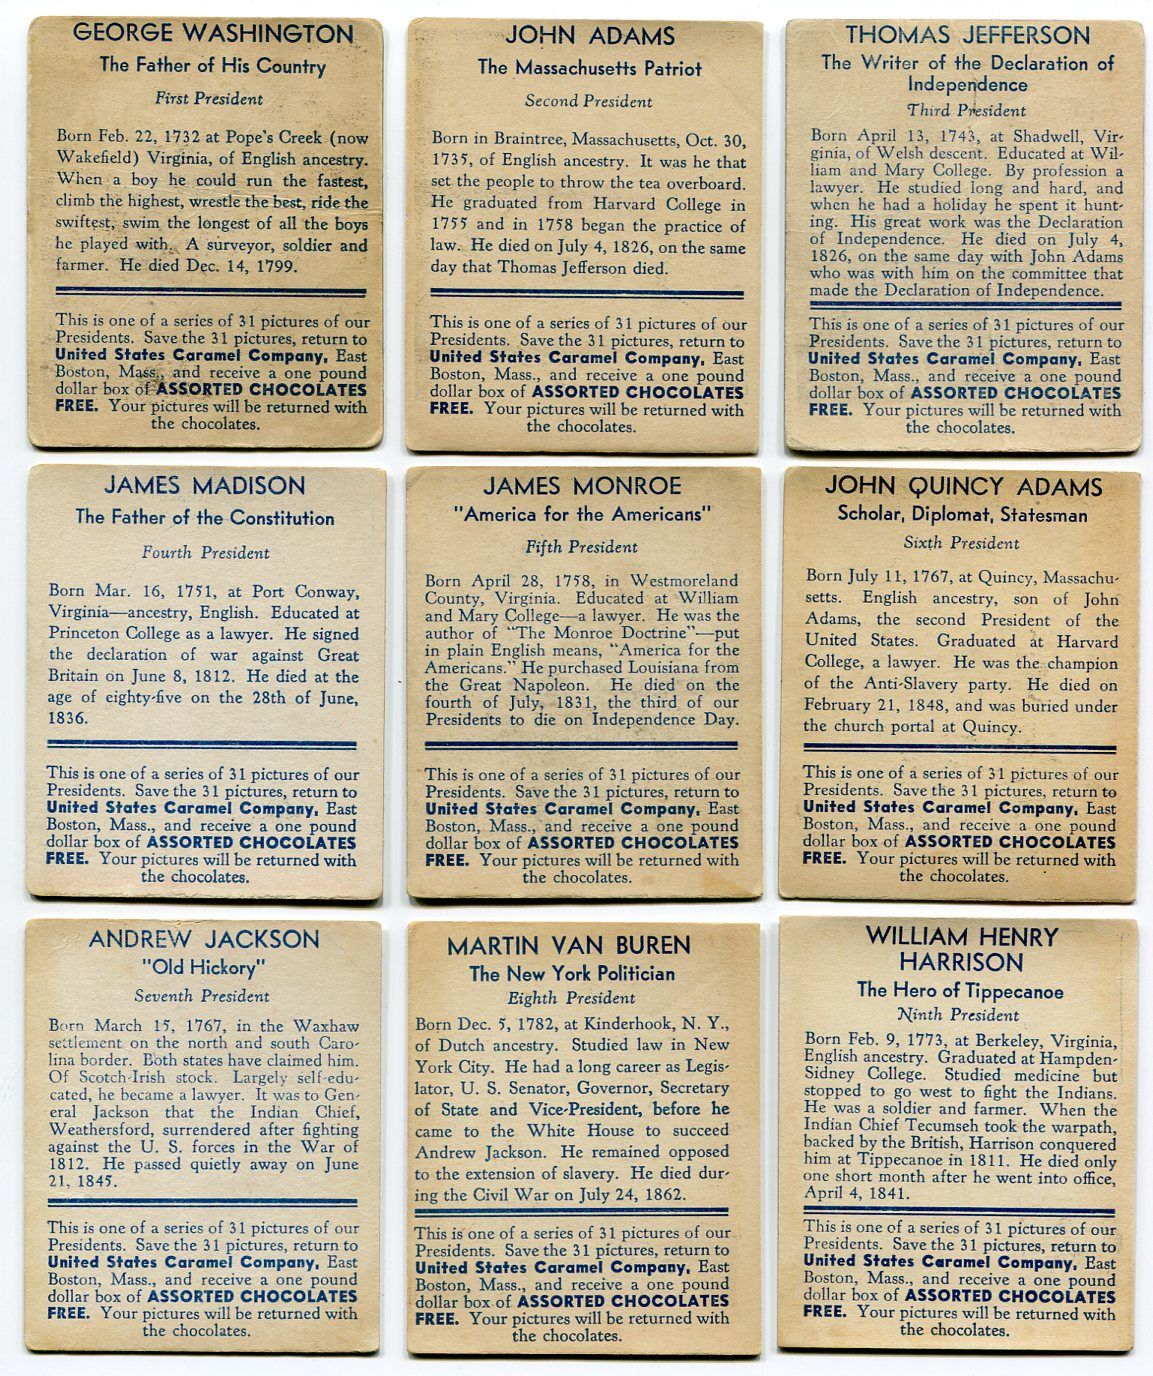 GEORGE WASHINGTON
The Father of His Country
First President
Born Feb. 22, 1732 at Pope's Creek (now
Wakefield) Virginia, of English ancestry.
When a boy he could run the fastest,
climb the highest, wrestle the best, ride the
swiftest, swim the longest of all the boys
he played with. A surveyor, soldier and
farmer. He died Dec. 14, 1799.
This is one of a series of 31 pictures of our
Presidents. Save the 31 pictures, return to
United States Caramel Company, East
Boston, Mass., and receive a one pound
dollar box of ASSORTED CHOCOLATES
FREE. Your pictures will be returned with
the chocolates.
JOHN ADAMS
The Massachusetts Patriot
Second President
Born in Braintree, Massachusetts, Oct. 30,
1735, of English ancestry. It was he that
set the people to throw the tea overboard.
He graduated from Harvard College in
1755 and in 1758 began the practice of
law. He died on July 4, 1826, on the same
day that Thomas Jefferson died.
This is one of a series of 31 pictures of our
Presidents. Save the 31 pictures, return to
United States Caramel Company, East
Boston, Mass., and receive a one pound
dollar box of ASSORTED CHOCOLATES
FREE. Your pictures will be returned with
the chocolates.
THOMAS JEFFERSON
The Writer of the Declaration of
Independence
Third President
Born April 13, 1743, at Shadwell, Vir-
ginia, of Welsh descent. Educated at Wil-
liam and Mary College. By profession a
lawyer. He studied long and hard, and
when he had a holiday he spent it hunt-
ing. His great work was the Declaration
of Independence. He died on July 4,
1826, on the same day with John Adams
who was with him on the committee that
made the Declaration of Independence.
This is one of a series of 31 pictures of our
Presidents. Save the 31 pictures, return to
United States Caramel Company, East
Boston, Mass., and receive a one pound
dollar box of ASSORTED CHOCOLATES
FREE. Your pictures will be returned with
the chocolates.
JAMES MADISON
The Father of the Constitution
Fourth President
Born Mar. 16, 1751, at Port Conway,
Virginia—ancestry, English. Educated at
Princeton College as a lawyer. He signed
the declaration of war against Great
Britain on June 8, 1812. He died at the
age of eighty-five on the 28th of June,
1836.
This is one of a series of 31 pictures of our
Presidents. Save the 31 pictures, return to
United States Caramel Company, East
Boston, Mass., and receive a one pound
dollar box of ASSORTED CHOCOLATES
FREE. Your pictures will be returned with
the chocolates.
JAMES MONROE
"America for the Americans"
Fifth President
Born April 28, 1758, in Westmoreland
County, Virginia. Educated at William
and Mary College—a lawyer. He was the
author of "The Monroe Doctrine"—put
in plain English means, "America for the
Americans." He purchased Louisiana from
the Great Napoleon. He died on the
fourth of July, 1831, the third of our
Presidents to die on Independence Day.
This is one of a series of 31 pictures of our
Presidents. Save the 31 pictures, return to
United States Caramel Company, East
Boston, Mass., and receive a one pound
dollar box of ASSORTED CHOCOLATES
FREE. Your pictures will be returned with
the chocolates.
JOHN QUINCY ADAMS
Scholar, Diplomat, Statesman
Sixth President
Born July 11, 1767, at Quincy, Massachu-
setts. English ancestry, son of John
Adams, the second President of the
United States. Graduated at Harvard
College, a lawyer. He was the champion
of the Anti-Slavery party. He died on
February 21, 1848, and was buried under
the church portal at Quincy.
This is one of a series of 31 pictures of our
Presidents. Save the 31 pictures, return to
United States Caramel Company, East
Boston, Mass., and receive a one pound
dollar box of ASSORTED CHOCOLATES
FREE. Your pictures will be returned with
the chocolates.
ANDREW JACKSON
"Old Hickory"
Seventh President
Born March 15, 1767, in the Waxhaw
settlement on the north and south Caro-
lina border. Both states have claimed him.
Of Scotch-Irish stock. Largely self-edu-
cated, he became a lawyer. It was to Gen-
eral Jackson that the Indian Chief,
Weathersford, surrendered after fighting
against the U. S. forces in the War of
1812. He passed quietly away on June
21, 1845.
This is one of a series of 31 pictures of our
Presidents. Save the 31 pictures, return to
United States Caramel Company, East
Boston, Mass., and receive a one pound
dollar box of ASSORTED CHOCOLATES
FREE. Your pictures will be returned with
the chocolates.
MARTIN VAN BUREN
The New York Politician
Eighth President
Born Dec. 5, 1782, at Kinderhook, N. Y.,
of Dutch ancestry. Studied law in New
York City. He had a long career as Legis-
lator, U. S. Senator, Governor, Secretary
of State and Vice-President, before he
came to the White House to succeed
Andrew Jackson. He remained opposed
to the extension of slavery. He died dur-
ing the Civil War on July 24, 1862.
This is one of a series of 31 pictures of our
Presidents. Save the 31 pictures, return to
United States Caramel Company, East
Boston, Mass., and receive a one pound
dollar box of ASSORTED CHOCOLATES
FREE. Your pictures will be returned with
the chocolates.
WILLIAM HENRY
HARRISON
The Hero of Tippecanoe
Ninth President
Born Feb. 9, 1773, at Berkeley, Virginia,
English ancestry. Graduated at Hampden-
Sidney College. Studied medicine but
stopped to go west to fight the Indians.
He was a soldier and farmer. When the
Indian Chief Tecumseh took the warpath,
backed by the British, Harrison conquered
him at Tippecanoe in 1811. He died only
one short month after he went into office,
April 4, 1841.
This is one of a series of 31 pictures of our
Presidents. Save the 31 pictures, return to
United States Caramel Company, East
Boston, Mass., and receive a one pound
dollar box of ASSORTED CHOCOLATES
FREE. Your pictures will be returned with
the chocolates.